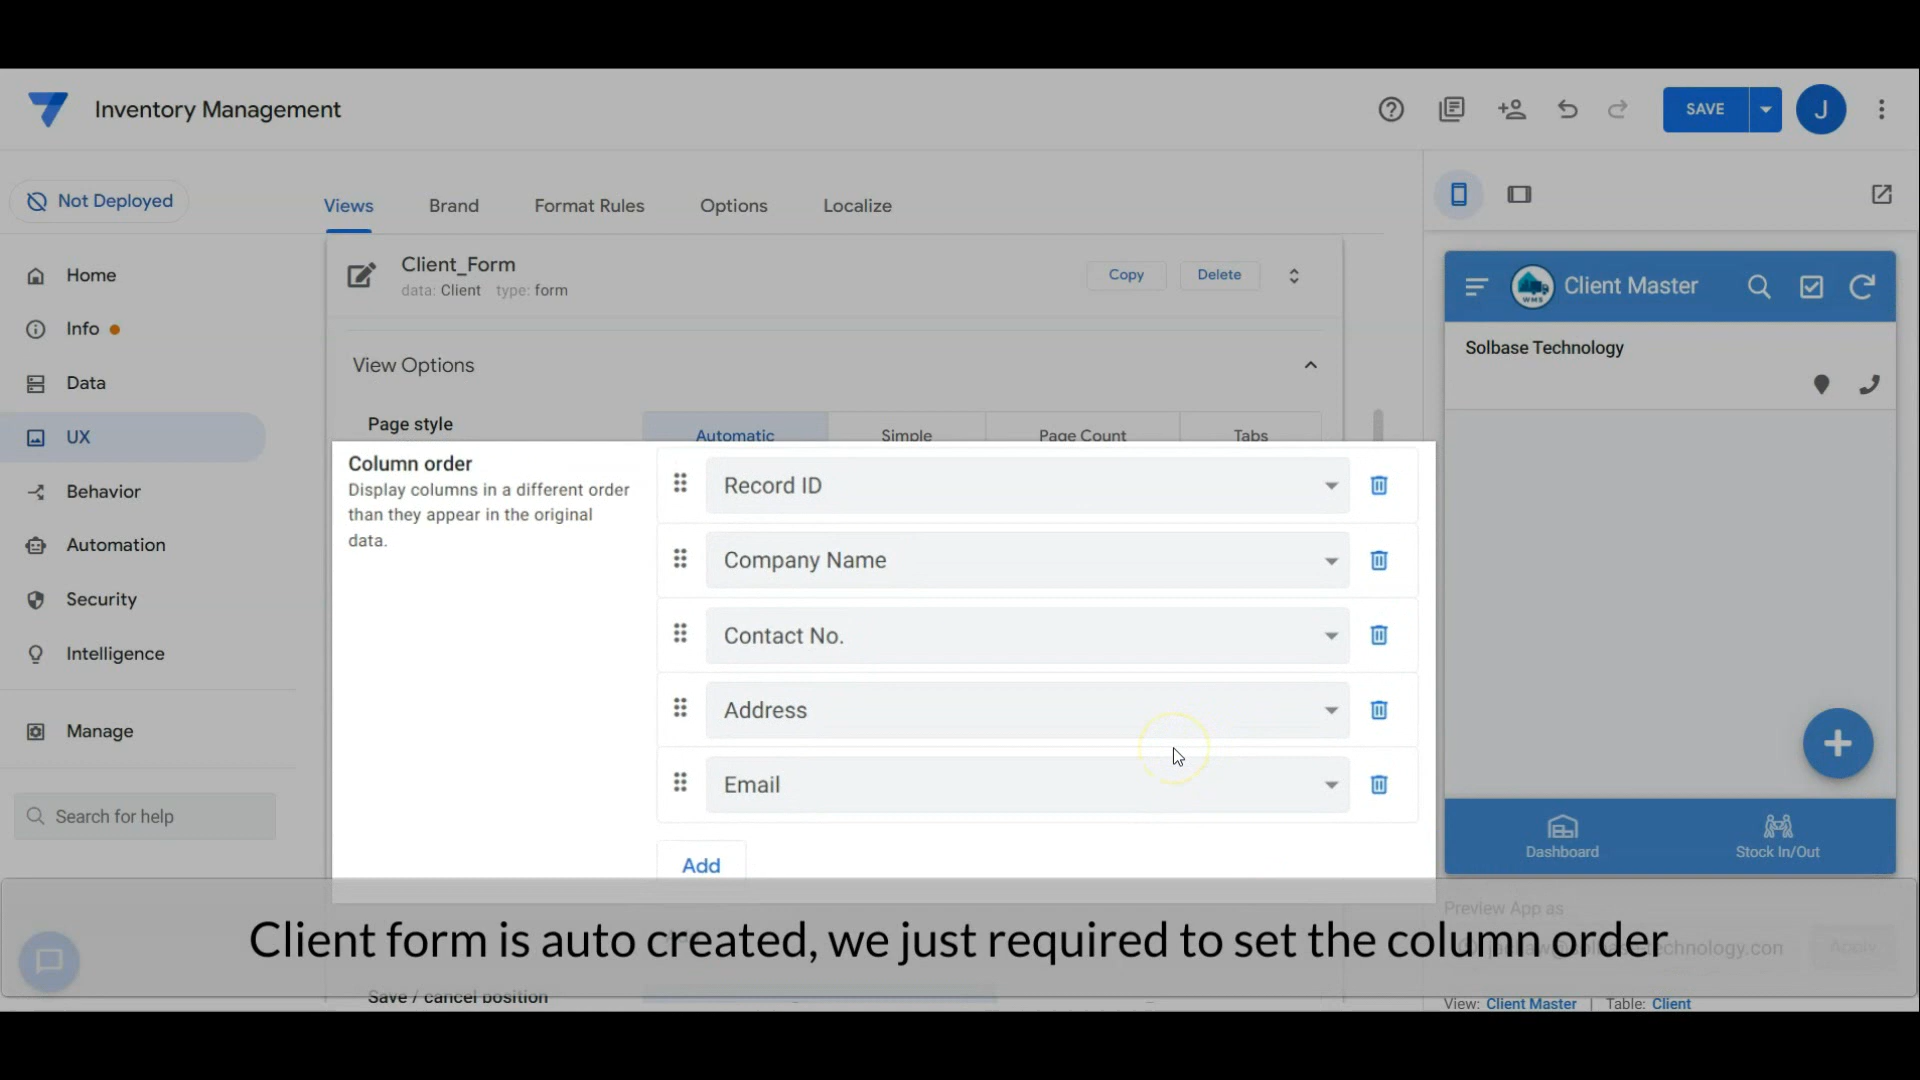 Inventory Management
SAVE
J
Not Deployed
Views Brand Format Rules Options Localize
Home
Info
Data
UX
Behavior
Automation
Security
Intelligence
Manage
Search for help
Client_Form
data: Client type: form
Copy Delete
View Options
Page style
Automatic Simple Page Count Tabs
Column order
Display columns in a different order
than they appear in the original
data.
Record ID
Company Name
Contact No.
Address
Email
Add
Client form is auto created, we just required to set the column order
Save / cancel position
WMS
Client Master
Solbase Technology
Dashboard
Stock In/Out
Preview App as
Apply
View: Client Master | Table: Client